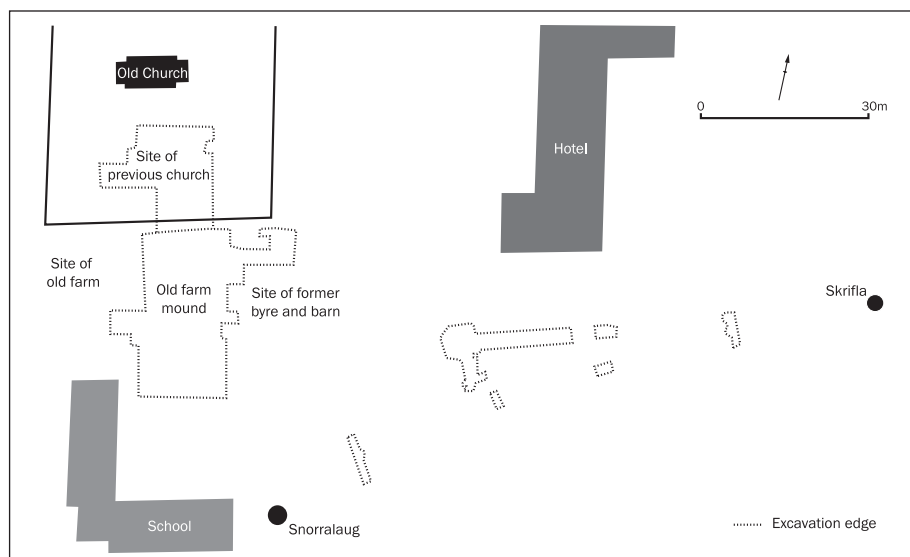 Old Church
0
30m
Hotel
Site of
previous church
Site of
old farm
Old farm
mound
Site of former
byre and barn
Skrifla
School
Snorralaug
Excavation edge